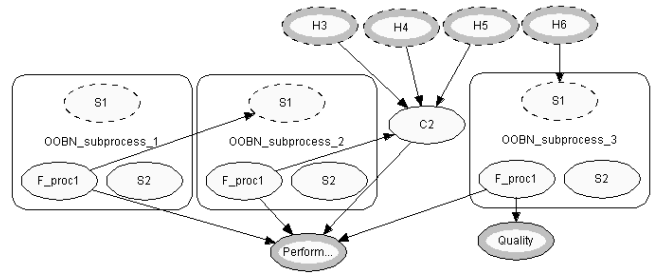 H3 H4 H5 H6
S1 S1 S1
C2
OOBN_subprocess_1 OOBN_subprocess_2 OOBN_subprocess_3
F_proc1 S2 F_proc1 S2 F_proc1 S2
Perform... Quality